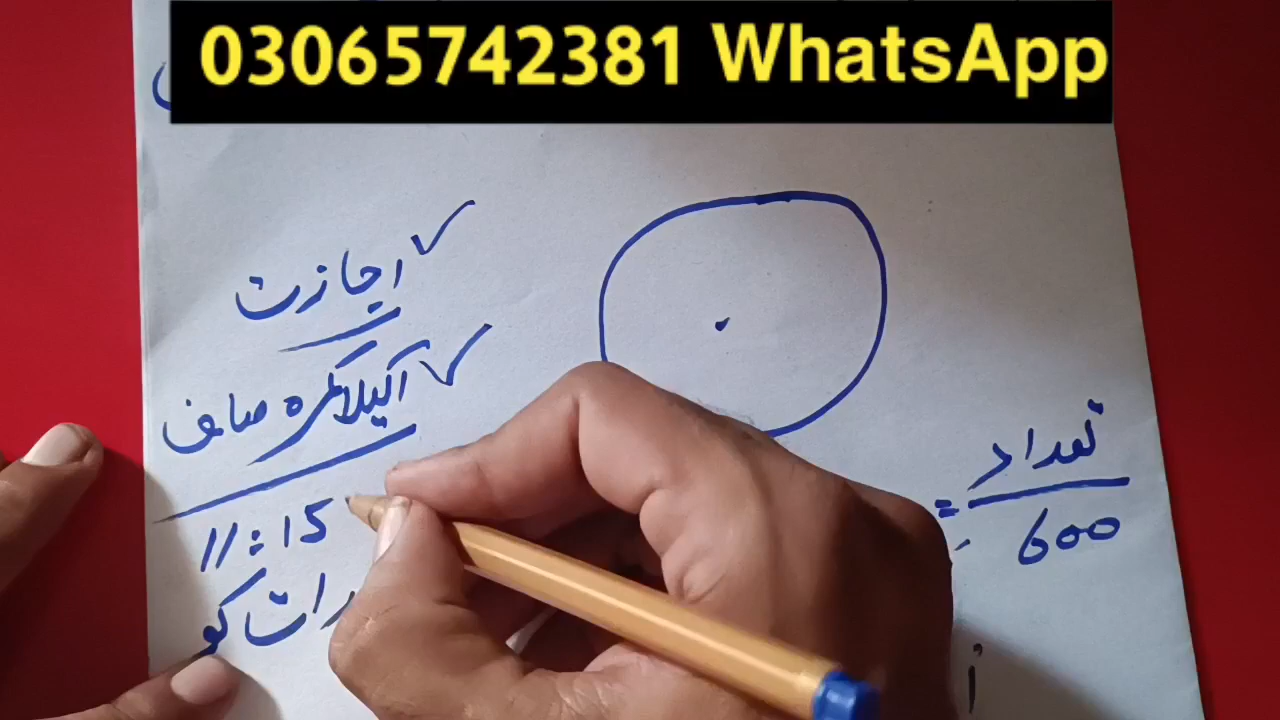 03065742381 WhatsApp
اجازت
اکیلا کمرہ صاف
11:15
رات کو
تعداد
= 600